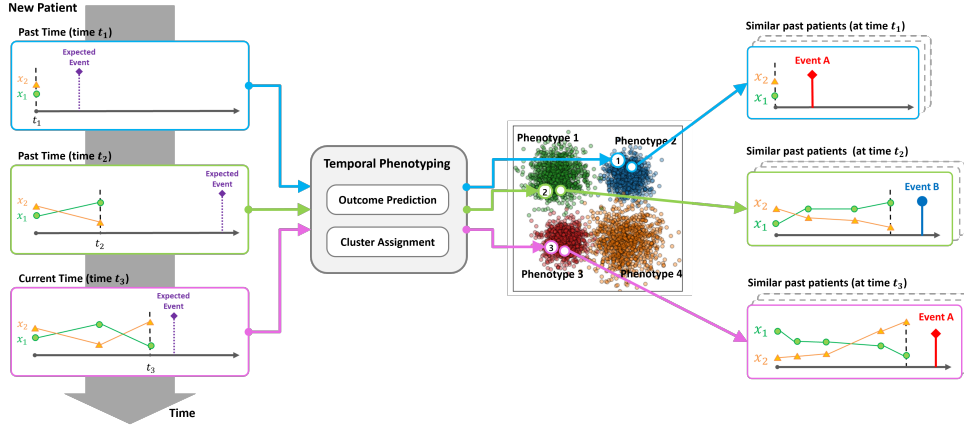 New Patient
Past Time (time t₁)
Expected
Event
x₂
x₁
t₁
Past Time (time t₂)
Expected
Event
x₂
x₁
t₂
Current Time (time t₃)
Expected
Event
x₂
x₁
t₃
Time
Temporal Phenotyping
Outcome Prediction
Cluster Assignment
Phenotype 1
Phenotype 2
1
2
3
Phenotype 3
Phenotype 4
Similar past patients (at time t₁)
Event A
x₂
x₁
Similar past patients (at time t₂)
Event B
x₂
x₁
Similar past patients (at time t₃)
Event A
x₁
x₂